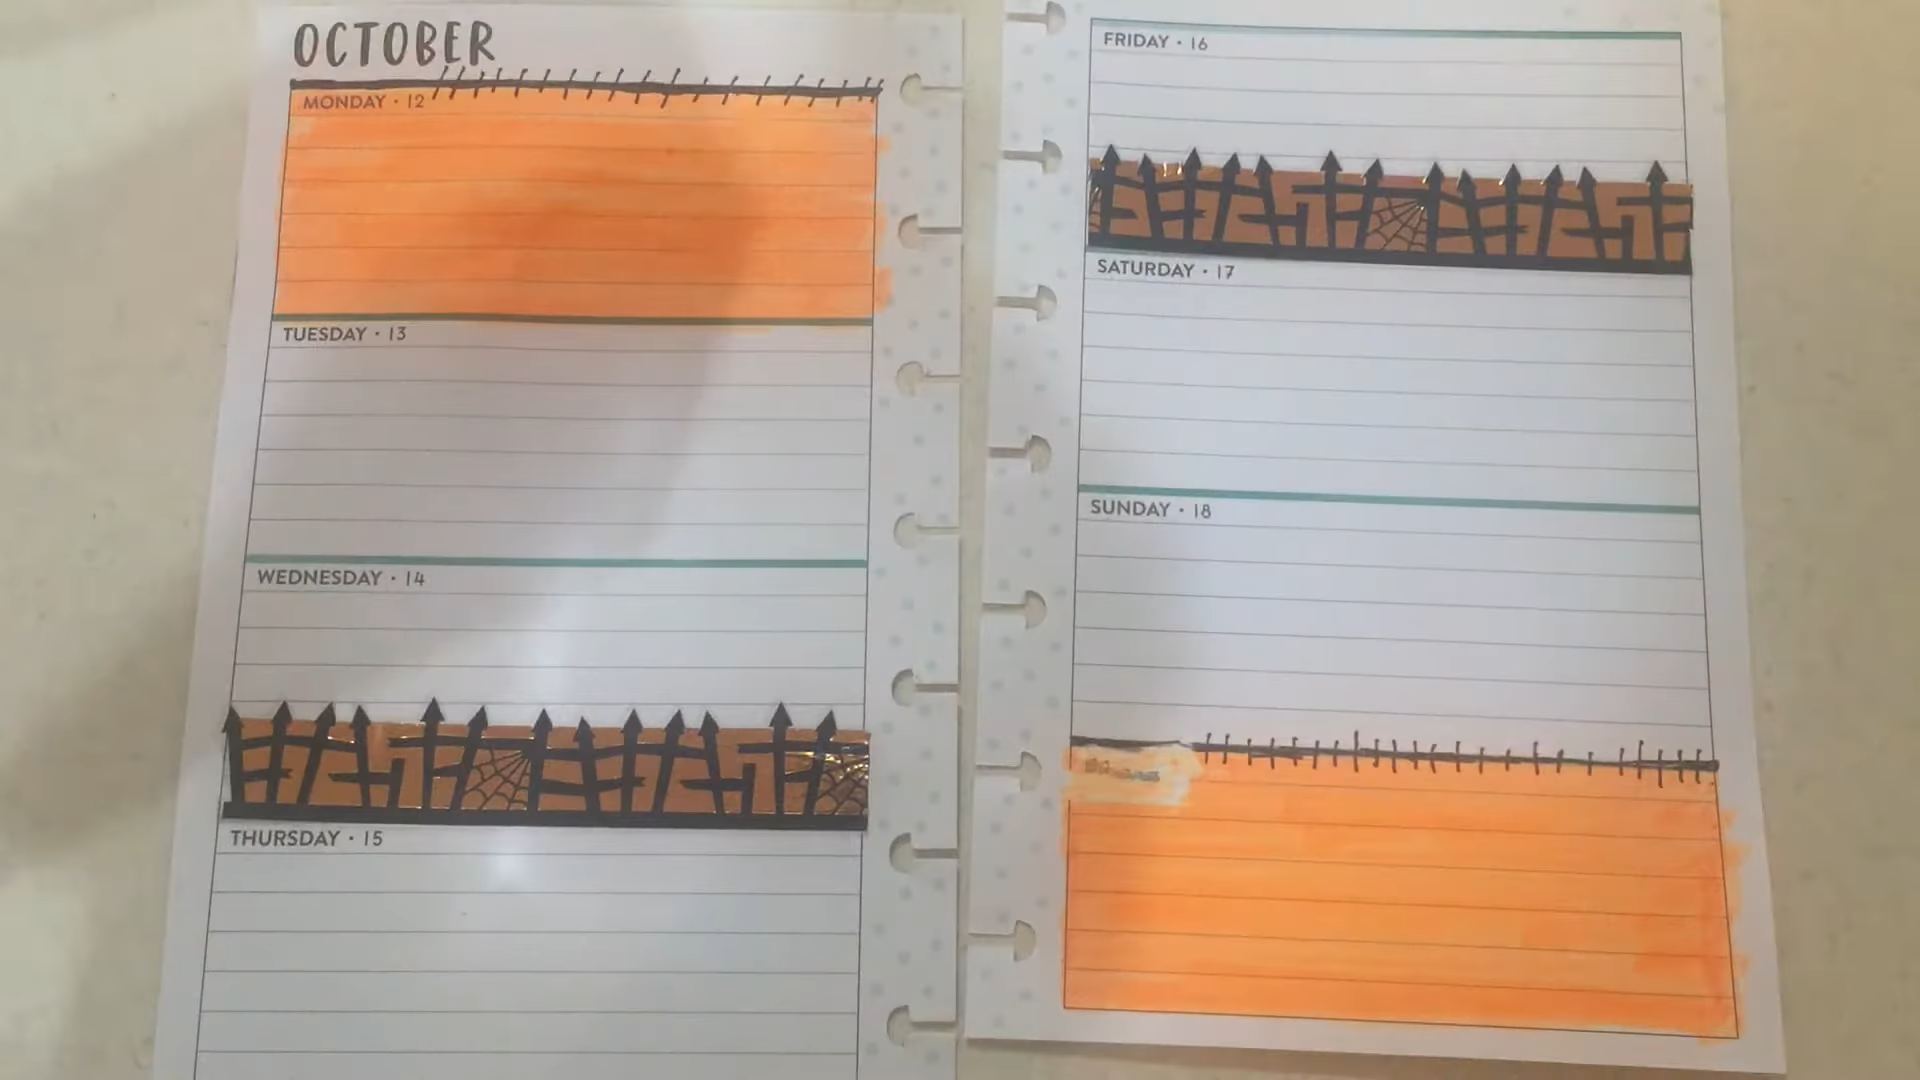 OCTOBER
MONDAY · 12
TUESDAY · 13
WEDNESDAY · 14
THURSDAY · 15
FRIDAY · 16
SATURDAY · 17
SUNDAY · 18